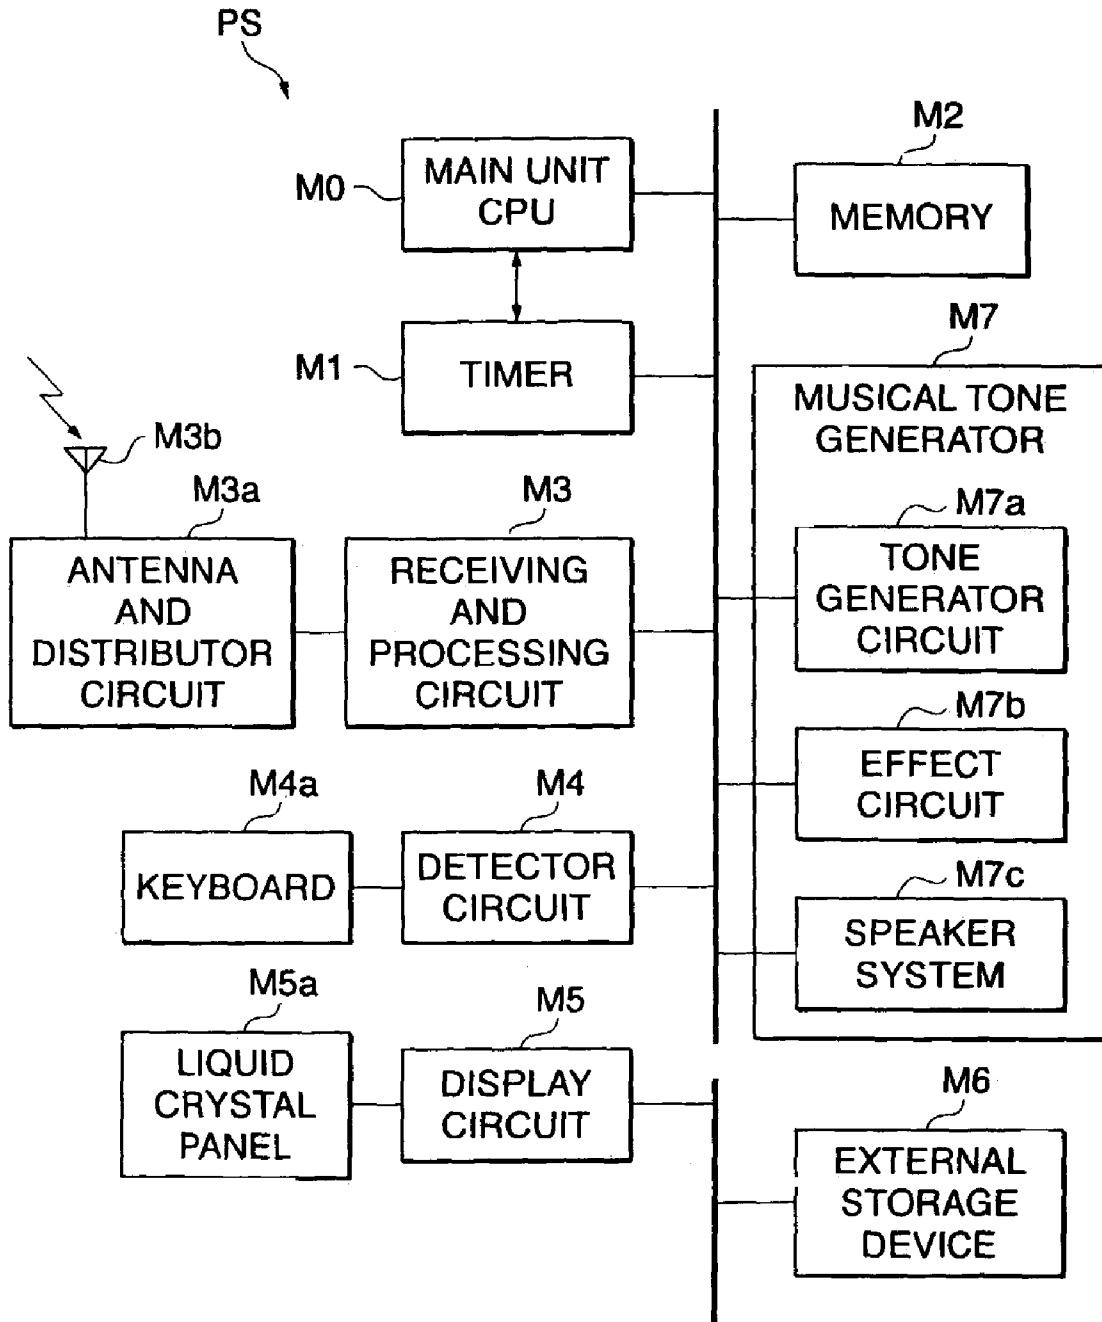 PS
M0
MAIN UNIT
CPU
M2
MEMORY
M1
TIMER
M7
MUSICAL TONE
GENERATOR
M3b
M3a
ANTENNA
AND
DISTRIBUTOR
CIRCUIT
M3
RECEIVING
AND
PROCESSING
CIRCUIT
M7a
TONE
GENERATOR
CIRCUIT
M7b
EFFECT
CIRCUIT
M4a
KEYBOARD
M4
DETECTOR
CIRCUIT
M7c
SPEAKER
SYSTEM
M5a
LIQUID
CRYSTAL
PANEL
M5
DISPLAY
CIRCUIT
M6
EXTERNAL
STORAGE
DEVICE